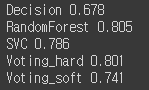 Decision 0.678
RandomForest 0.805
SVC 0.786
Voting_hard 0.801
Voting_soft 0.741